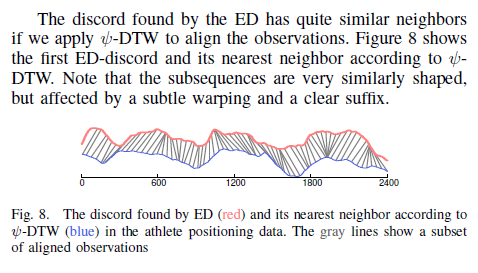 The discord found by the ED has quite similar neighbors
if we apply ψ-DTW to align the observations. Figure 8 shows
the first ED-discord and its nearest neighbor according to ψ-
DTW. Note that the subsequences are very similarly shaped,
but affected by a subtle warping and a clear suffix.
0 600 1200 1800 2400
Fig. 8. The discord found by ED (red) and its nearest neighbor according to
ψ-DTW (blue) in the athlete positioning data. The gray lines show a subset
of aligned observations